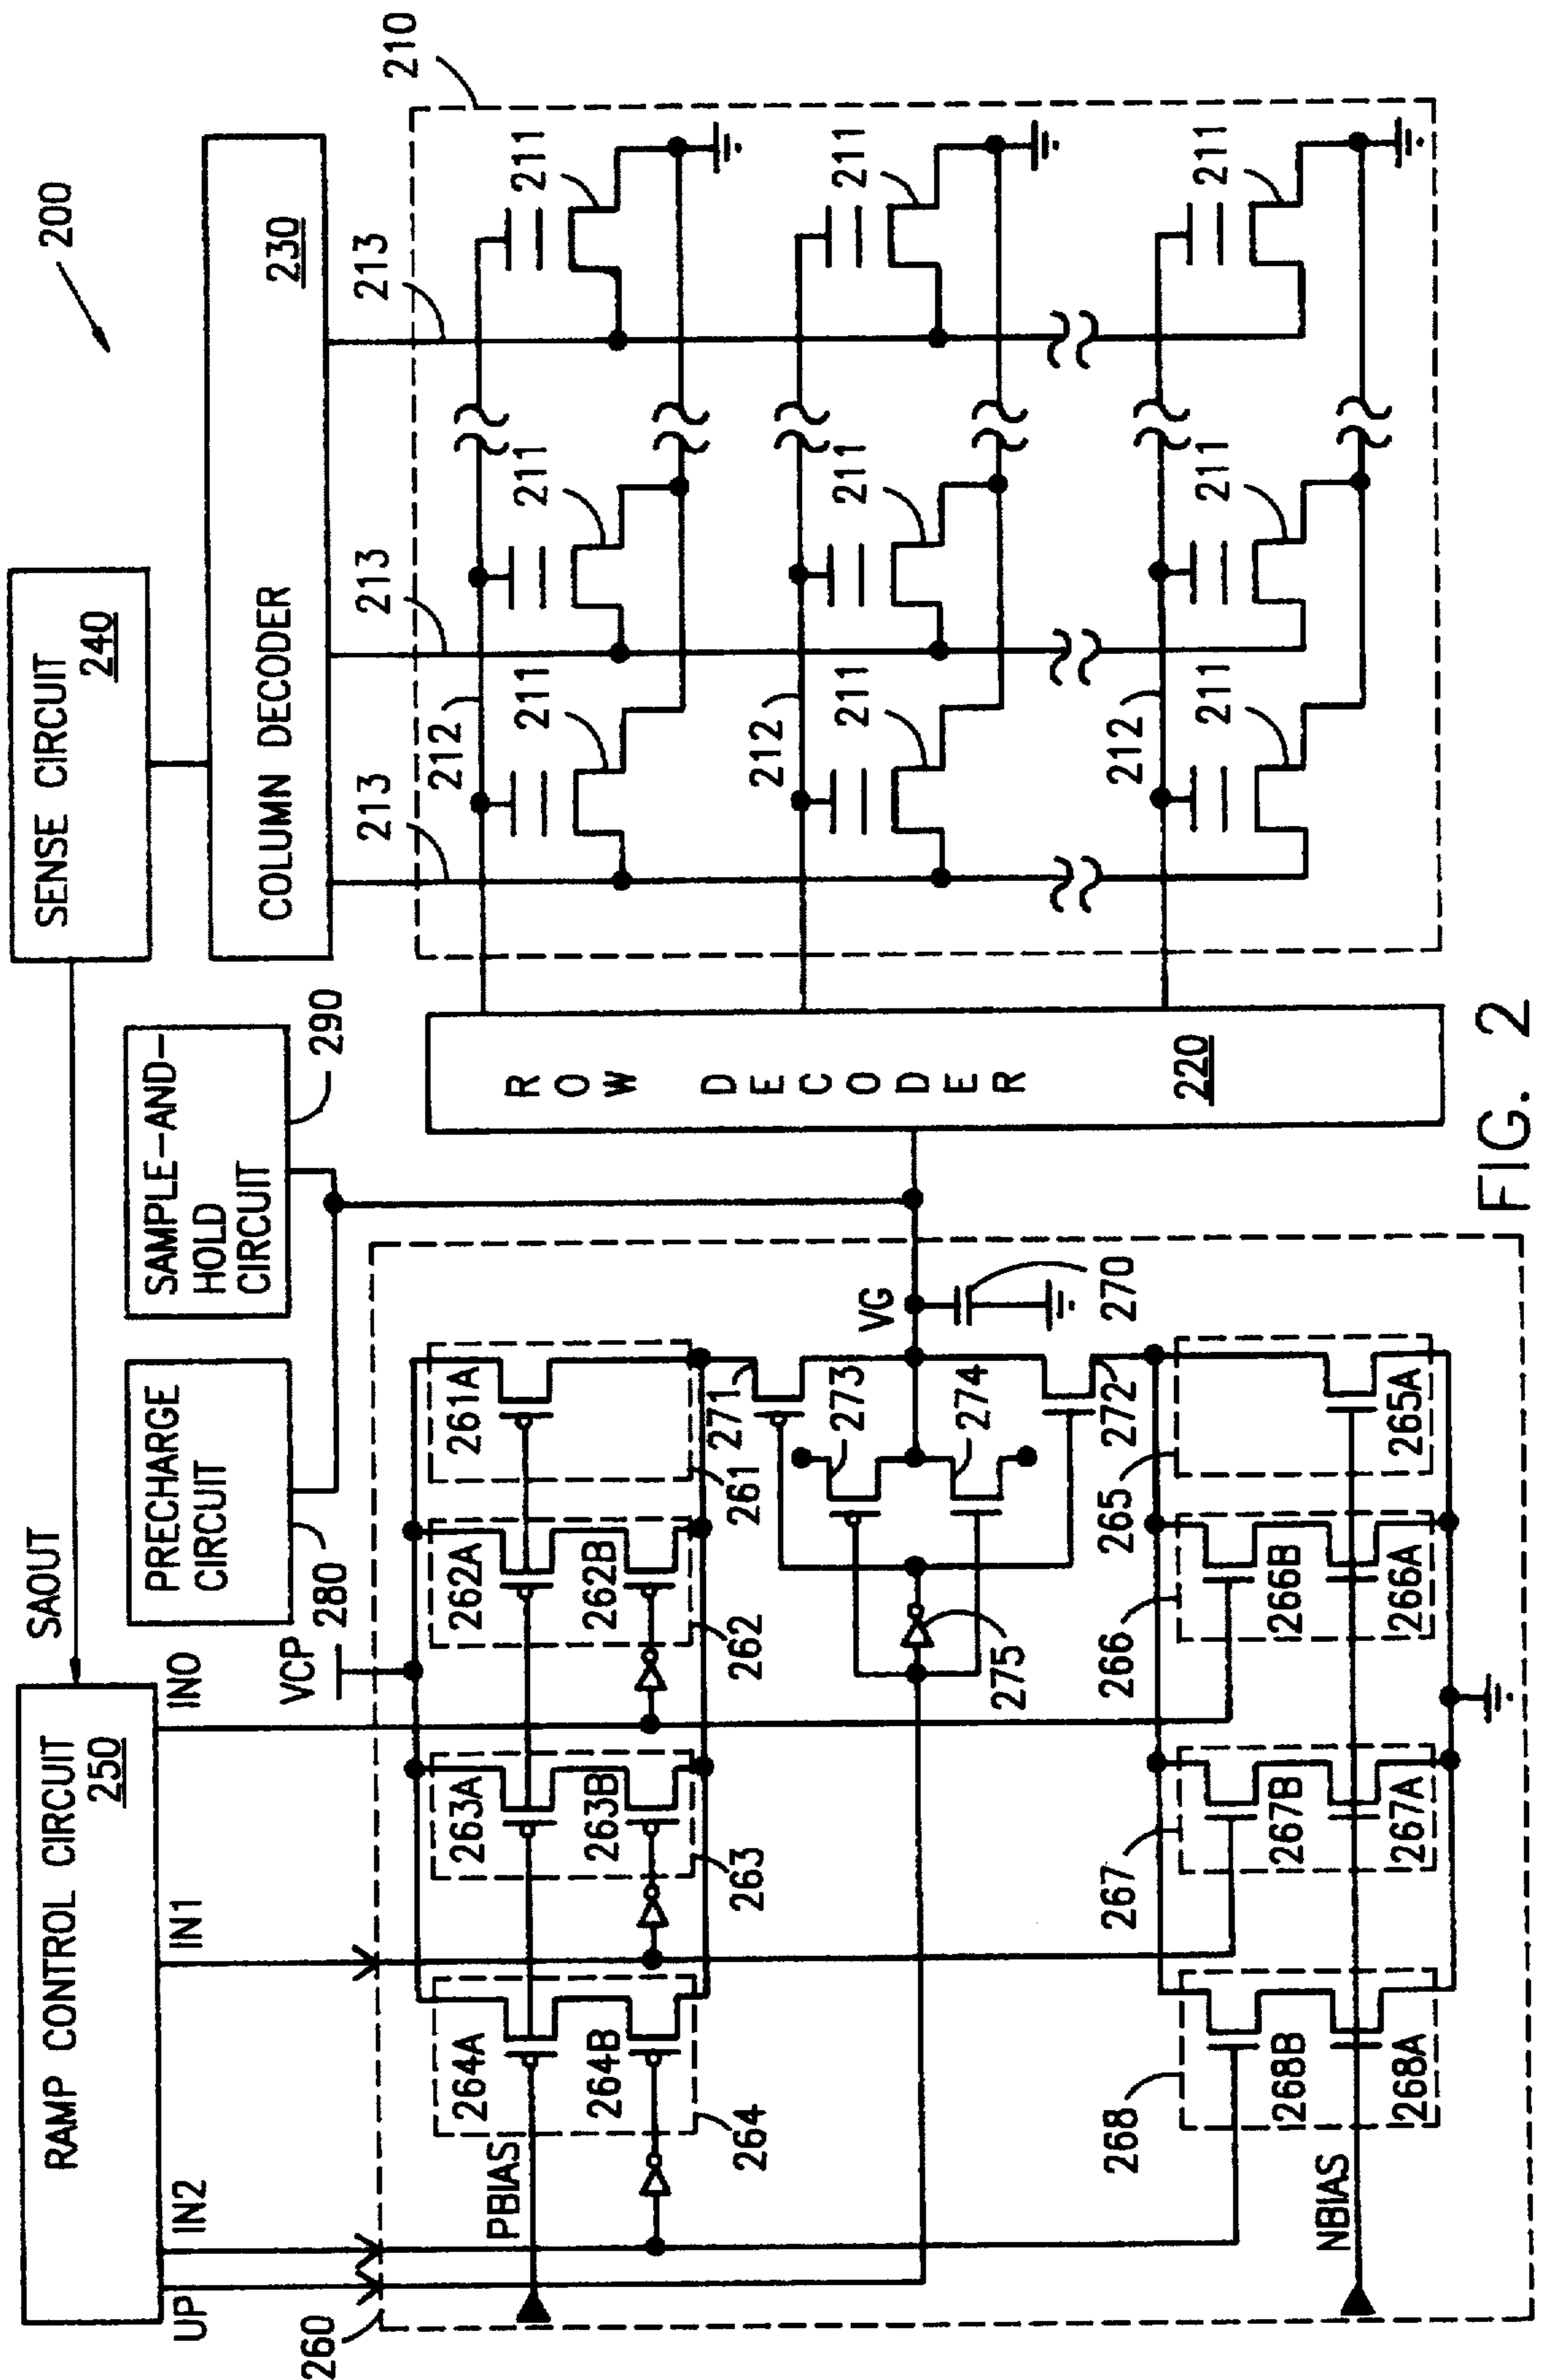 200
SENSE CIRCUIT
240
COLUMN DECODER
230
210
213
213
213
212
211
211
211
212
211
211
211
212
211
211
211
ROW DECODER
220
SAOUT
RAMP CONTROL CIRCUIT
250
PRECHARGE
CIRCUIT
280
SAMPLE-AND-
HOLD
CIRCUIT
290
UP
IN2
IN1
IN0
VCP
260
PBIAS
264A
264B
264
263A
263B
263
262A
262B
262
261A
261
271
273
274
272
275
VG
270
NBIAS
268
268B
268A
267
267B
267A
266
266B
266A
265
265A
FIG. 2